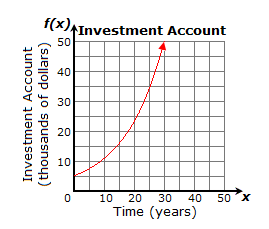 f(x)
Investment Account
Investment Account
(thousands of dollars)
50
40
30
20
10
0
10 20 30 40 50 x
Time (years)